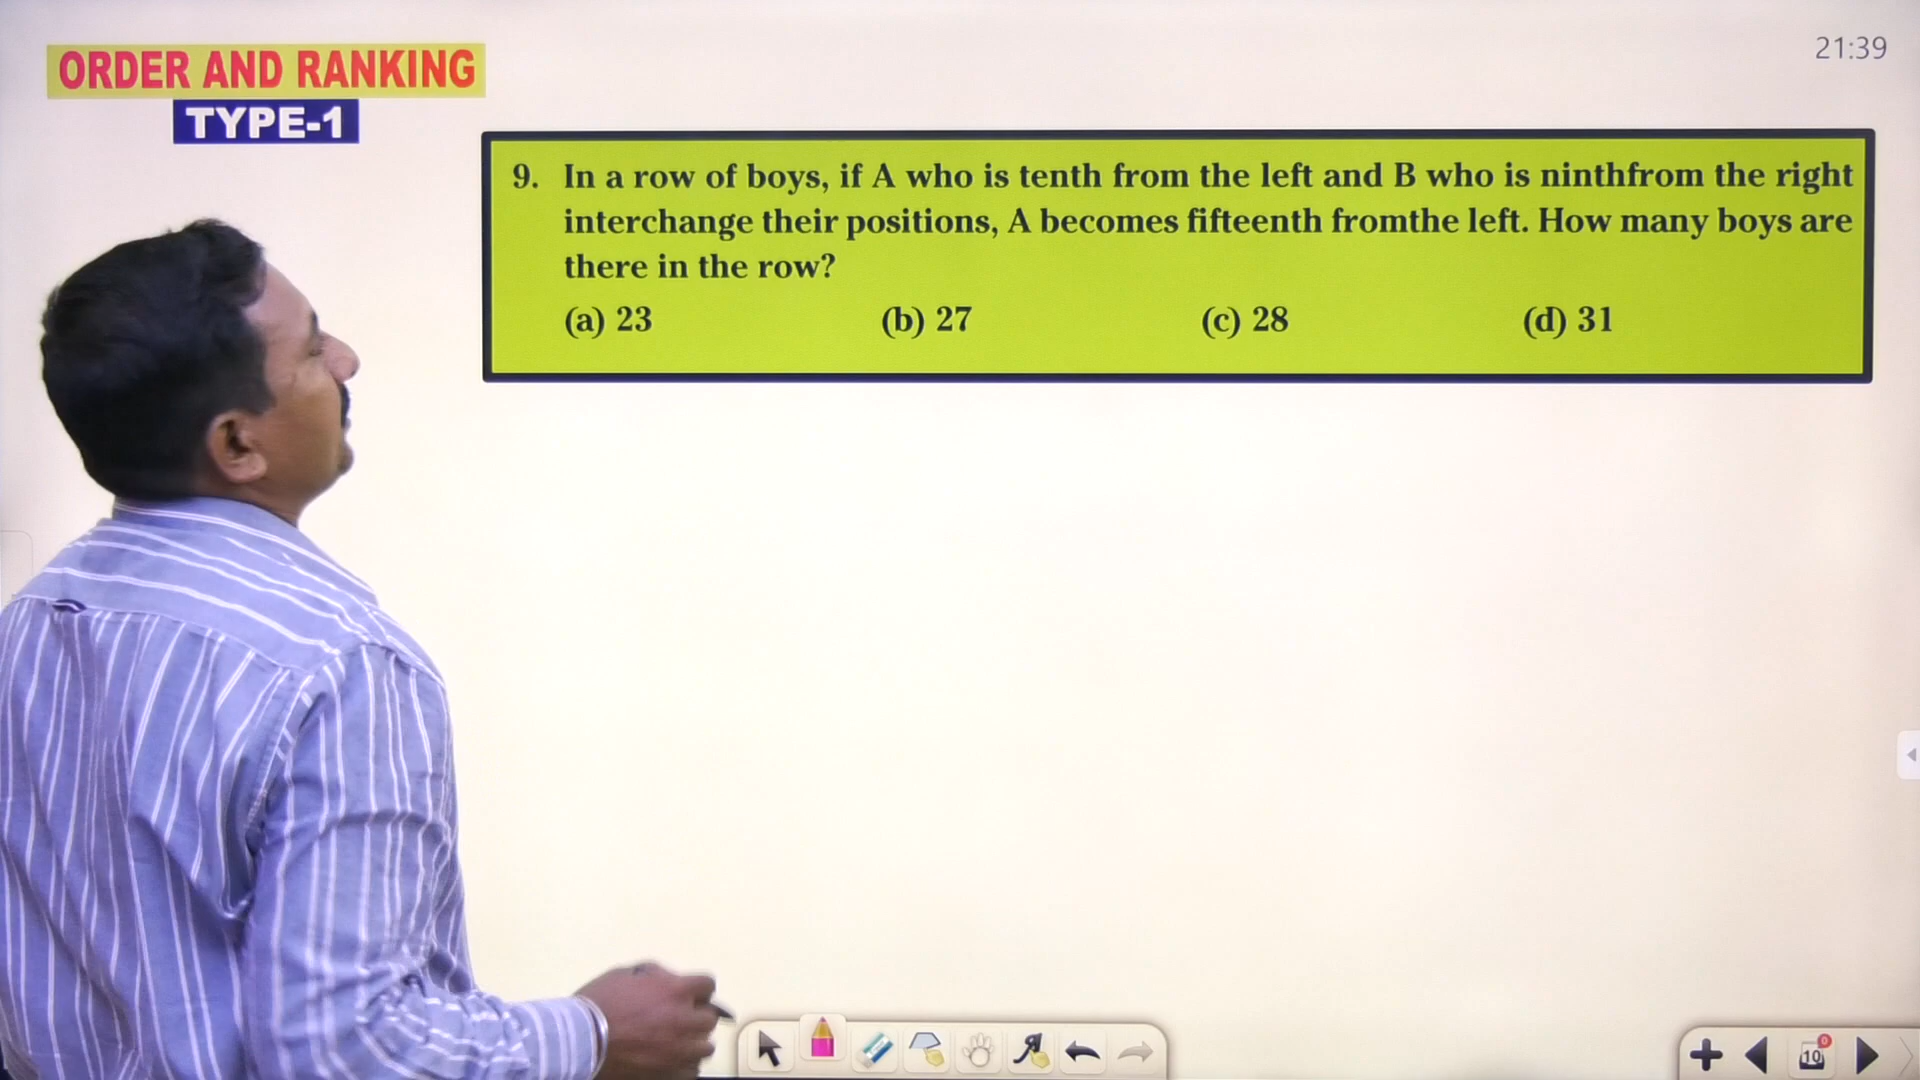 ORDER AND RANKING
TYPE-1
21:39
9. In a row of boys, if A who is tenth from the left and B who is ninthfrom the right
interchange their positions, A becomes fifteenth fromthe left. How many boys are
there in the row?
(a) 23 (b) 27 (c) 28 (d) 31
10
0